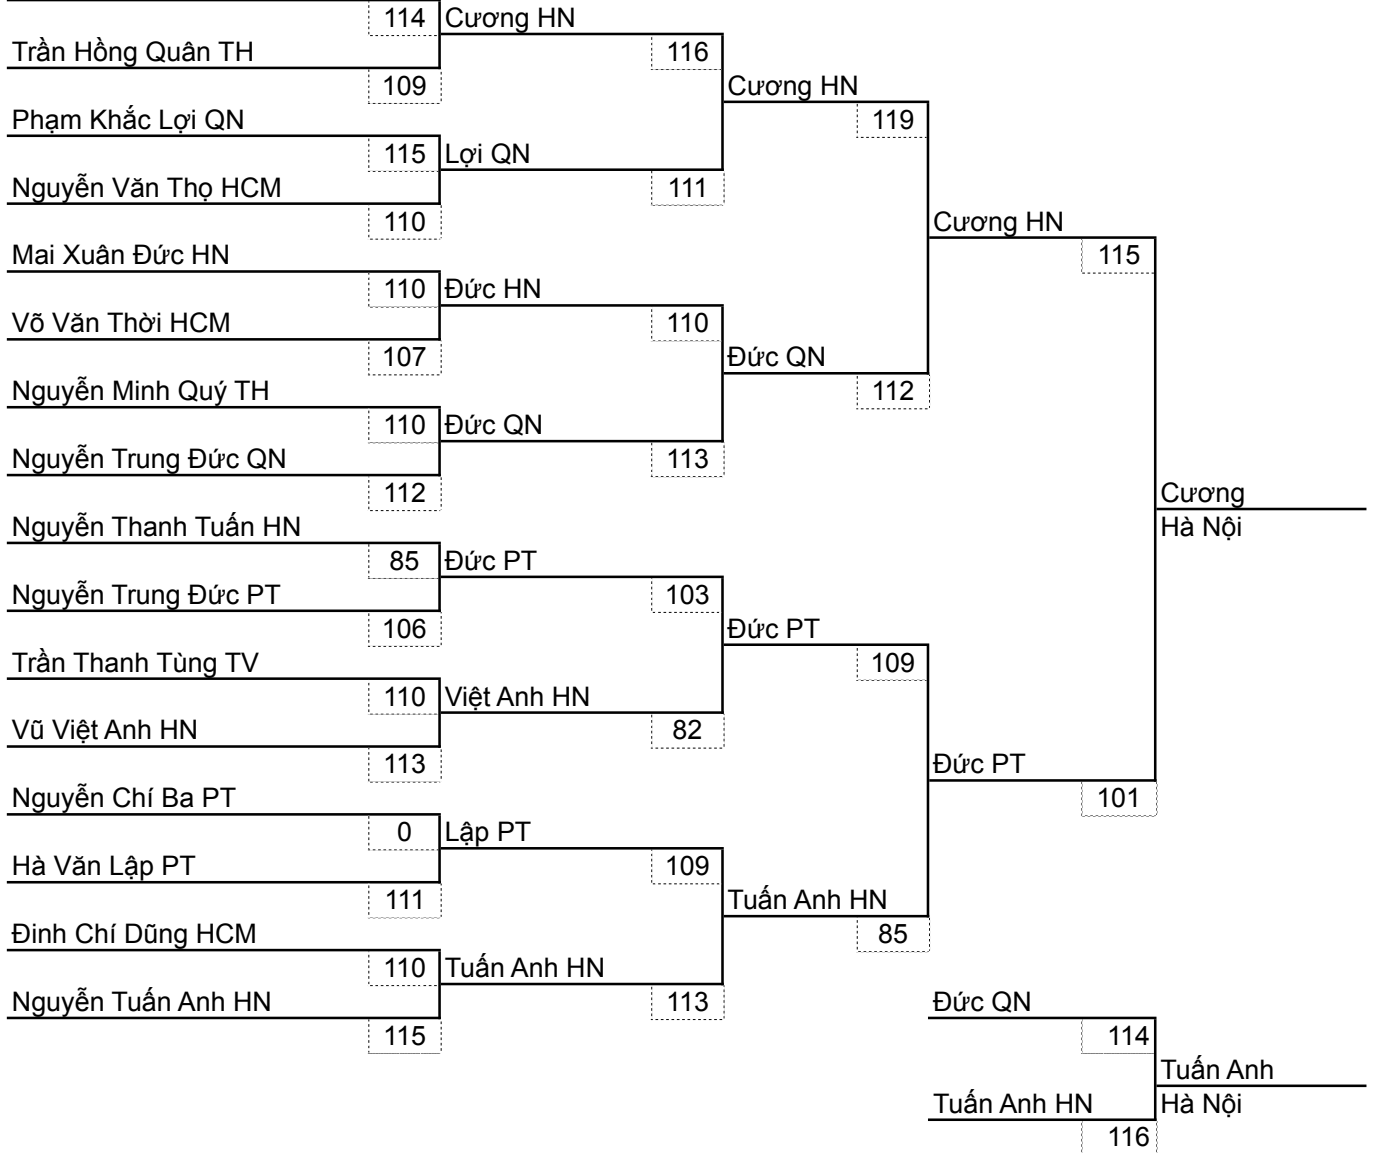 114 Cương HN
Trần Hồng Quân TH 116
109 Cương HN
Phạm Khắc Lợi QN 119
115 Lợi QN
Nguyễn Văn Thọ HCM 111
110 Cương HN
Mai Xuân Đức HN 115
110 Đức HN
Võ Văn Thời HCM 110
107 Đức QN
Nguyễn Minh Quý TH 112
110 Đức QN
Nguyễn Trung Đức QN 113
112 Cương
Nguyễn Thanh Tuấn HN Hà Nội
85 Đức PT
Nguyễn Trung Đức PT 103
106 Đức PT
Trần Thanh Tùng TV 109
110 Việt Anh HN
Vũ Việt Anh HN 82
113 Đức PT
Nguyễn Chí Ba PT 101
0 Lập PT
Hà Văn Lập PT 109
111 Tuấn Anh HN
Đinh Chí Dũng HCM 85
110 Tuấn Anh HN
Nguyễn Tuấn Anh HN 113 Đức QN
115 114
Tuấn Anh
Tuấn Anh HN Hà Nội
116